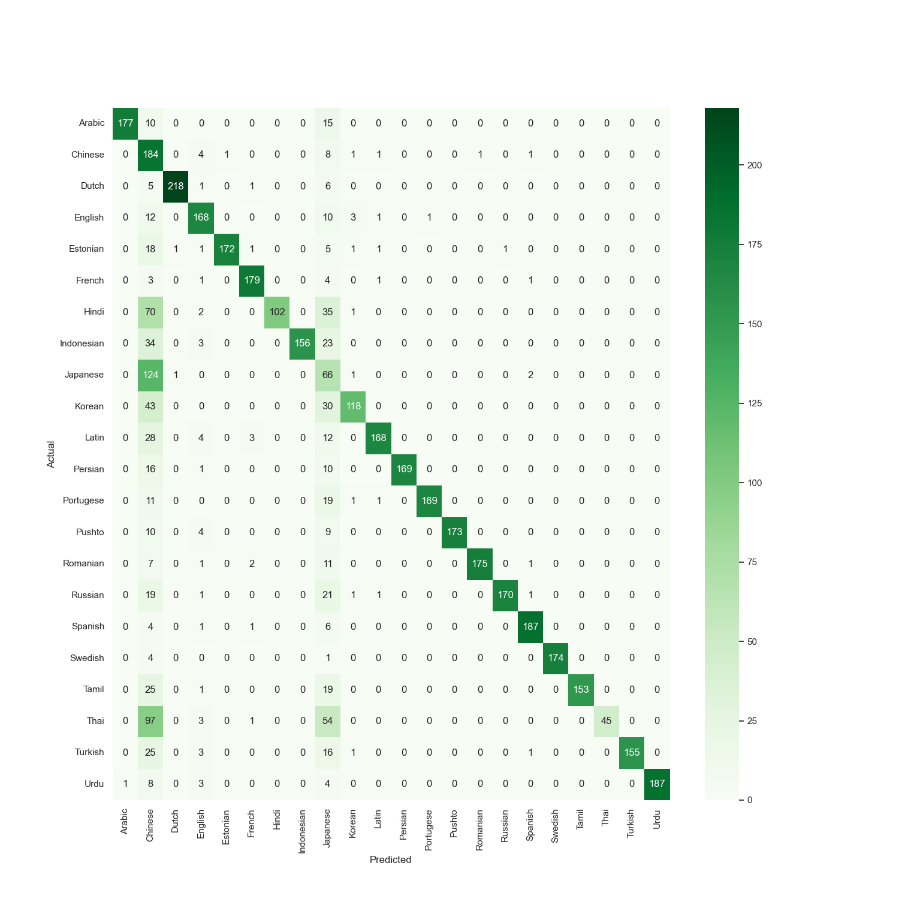 Arabic 177 10 0 0 0 0 0 0 15 0 0 0 0 0 0 0 0 0 0 0 0 0
Chinese 0 184 0 4 1 0 0 0 8 1 1 0 0 0 1 0 1 0 0 0 0 0
200
Dutch 0 5 218 1 0 1 0 0 6 0 0 0 0 0 0 0 0 0 0 0 0 0
English 0 12 0 168 0 0 0 0 10 3 1 0 1 0 0 0 0 0 0 0 0 0
175
Estonian 0 18 1 1 172 1 0 0 5 1 1 0 0 0 0 1 0 0 0 0 0 0
French 0 3 0 1 0 179 0 0 4 0 1 0 0 0 0 0 1 0 0 0 0 0
Hindi 0 70 0 2 0 0 102 0 35 1 0 0 0 0 0 0 0 0 0 0 0 0
150
Indonesian 0 34 0 3 0 0 0 156 23 0 0 0 0 0 0 0 0 0 0 0 0 0
Japanese 0 124 1 0 0 0 0 0 66 1 0 0 0 0 0 0 2 0 0 0 0 0
125
Korean 0 43 0 0 0 0 0 0 30 118 0 0 0 0 0 0 0 0 0 0 0 0
Latin 0 28 0 4 0 3 0 0 12 0 168 0 0 0 0 0 0 0 0 0 0 0
Actual
Persian 0 16 0 1 0 0 0 0 10 0 0 169 0 0 0 0 0 0 0 0 0 0
100
Portugese 0 11 0 0 0 0 0 0 19 1 1 0 169 0 0 0 0 0 0 0 0 0
Pushto 0 10 0 4 0 0 0 0 9 0 0 0 0 173 0 0 0 0 0 0 0 0
75
Romanian 0 7 0 1 0 2 0 0 11 0 0 0 0 0 175 0 1 0 0 0 0 0
Russian 0 19 0 1 0 0 0 0 21 1 1 0 0 0 0 170 1 0 0 0 0 0
Spanish 0 4 0 1 0 1 0 0 6 0 0 0 0 0 0 0 187 0 0 0 0 0
50
Swedish 0 4 0 0 0 0 0 0 1 0 0 0 0 0 0 0 0 174 0 0 0 0
Tamil 0 25 0 1 0 0 0 0 19 0 0 0 0 0 0 0 0 0 153 0 0 0
Thai 0 97 0 3 0 1 0 0 54 0 0 0 0 0 0 0 0 0 0 45 0 0
25
Turkish 0 25 0 3 0 0 0 0 16 1 0 0 0 0 0 0 1 0 0 0 155 0
Urdu 1 8 0 3 0 0 0 0 4 0 0 0 0 0 0 0 0 0 0 0 0 187
0
Arabic Chinese Dutch English Estonian French Hindi Indonesian Japanese Korean Latin Persian Portugese Pushto Romanian Russian Spanish Swedish Tamil Thai Turkish Urdu
Predicted